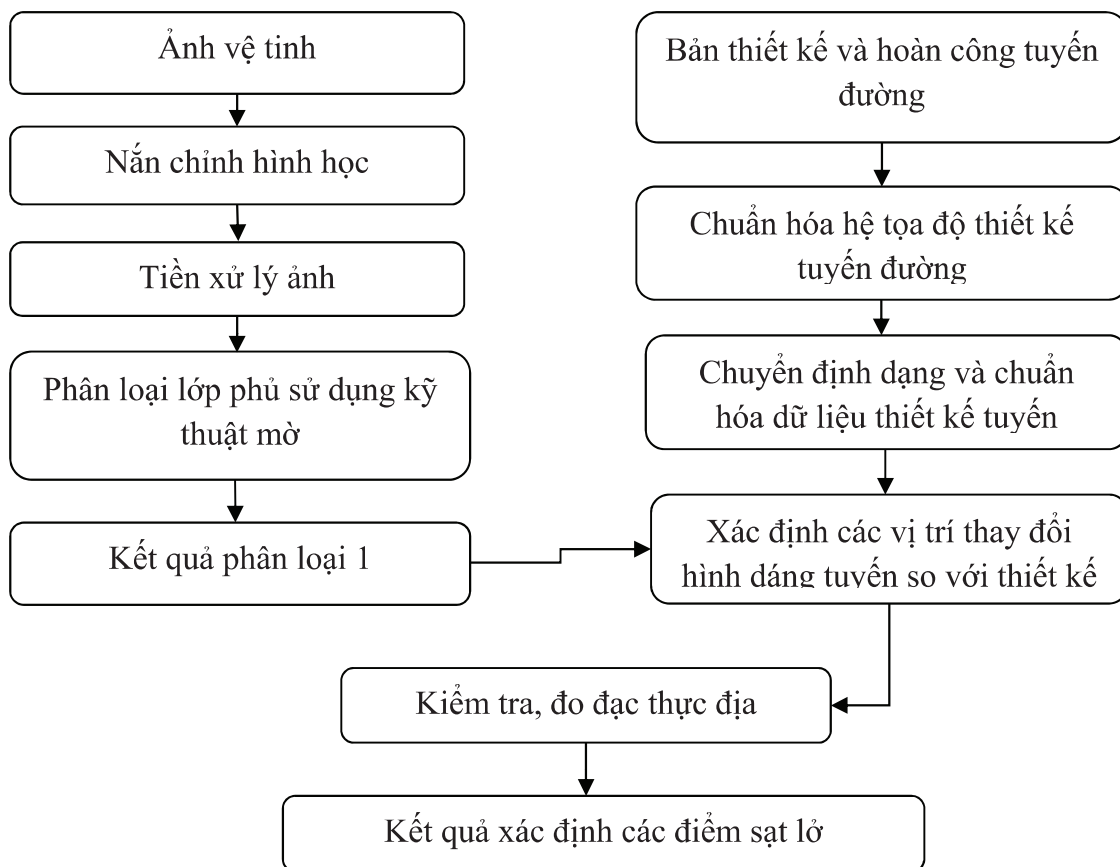 Ảnh vệ tinh
Nắn chỉnh hình học
Tiền xử lý ảnh
Phân loại lớp phủ sử dụng kỹ
thuật mờ
Kết quả phân loại 1
Bản thiết kế và hoàn công tuyến
đường
Chuẩn hóa hệ tọa độ thiết kế
tuyến đường
Chuyển định dạng và chuẩn
hóa dữ liệu thiết kế tuyến
Xác định các vị trí thay đổi
hình dáng tuyến so với thiết kế
Kiểm tra, đo đạc thực địa
Kết quả xác định các điểm sạt lở